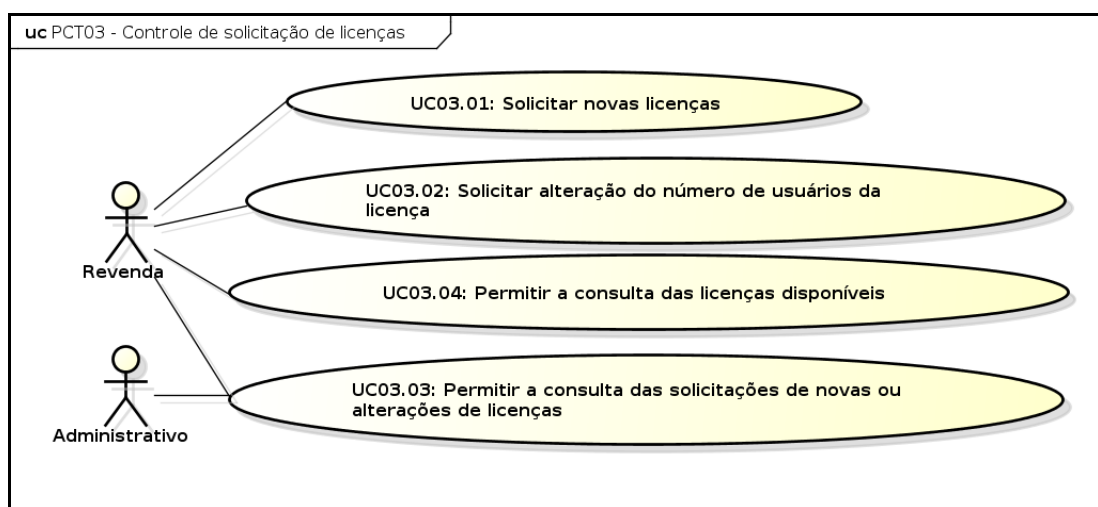 uc PCT03 - Controle de solicitação de licenças
UC03.01: Solicitar novas licenças
UC03.02: Solicitar alteração do número de usuários da
licença
Revenda
UC03.04: Permitir a consulta das licenças disponíveis
UC03.03: Permitir a consulta das solicitações de novas ou
alterações de licenças
Administrativo